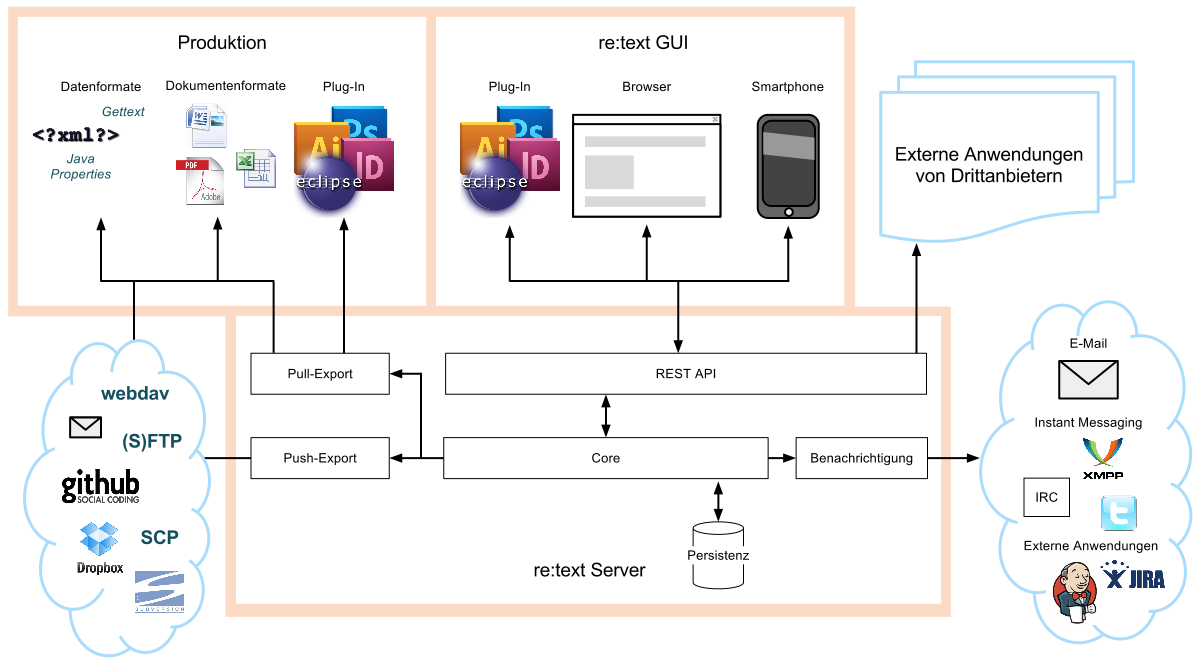 Produktion
Datenformate
Gettext
<?xml?>
Java
Properties
Dokumentenformate
W
PDF
Adobe
X
Plug-In
Ps
Ai
ID
eclipse
re:text GUI
Plug-In
Ps
Ai
ID
eclipse
Browser
Smartphone
Externe Anwendungen
von Drittanbietern
Pull-Export
REST API
Push-Export
Core
Benachrichtigung
Persistenz
re:text Server
webdav
(S)FTP
github
SOCIAL CODING
SCP
Dropbox
SUBVERSION
E-Mail
Instant Messaging
XMPP
IRC
t
Externe Anwendungen
JIRA